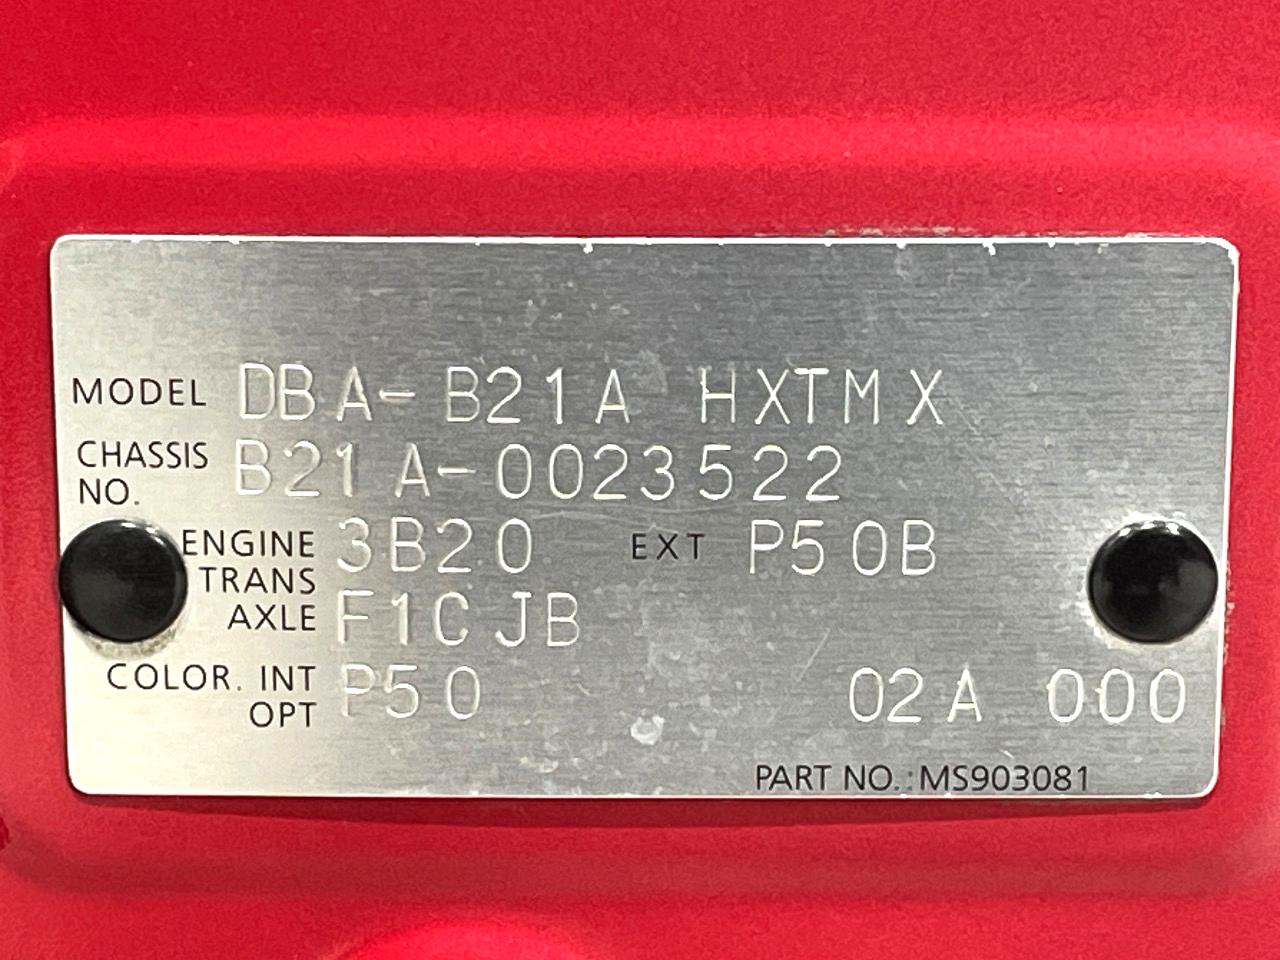 MODEL DBA-B21A HXTMX
CHASSIS NO. B21A-0023522
ENGINE 3B20 EXT P50B
TRANS AXLE F1CJB
COLOR. INT OPT P50 02A 000
PART NO.:MS903081